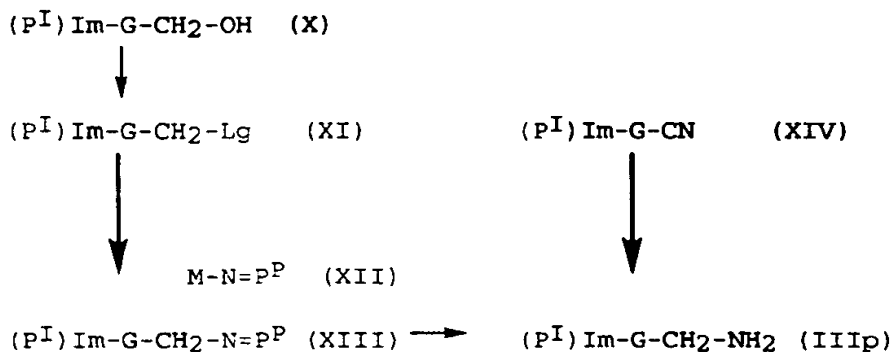 (P^I)Im-G-CH2-OH (X)
(P^I)Im-G-CH2-Lg (XI) (P^I)Im-G-CN (XIV)
M-N=P^P (XII)
(P^I)Im-G-CH2-N=P^P (XIII) (P^I)Im-G-CH2-NH2 (IIIp)